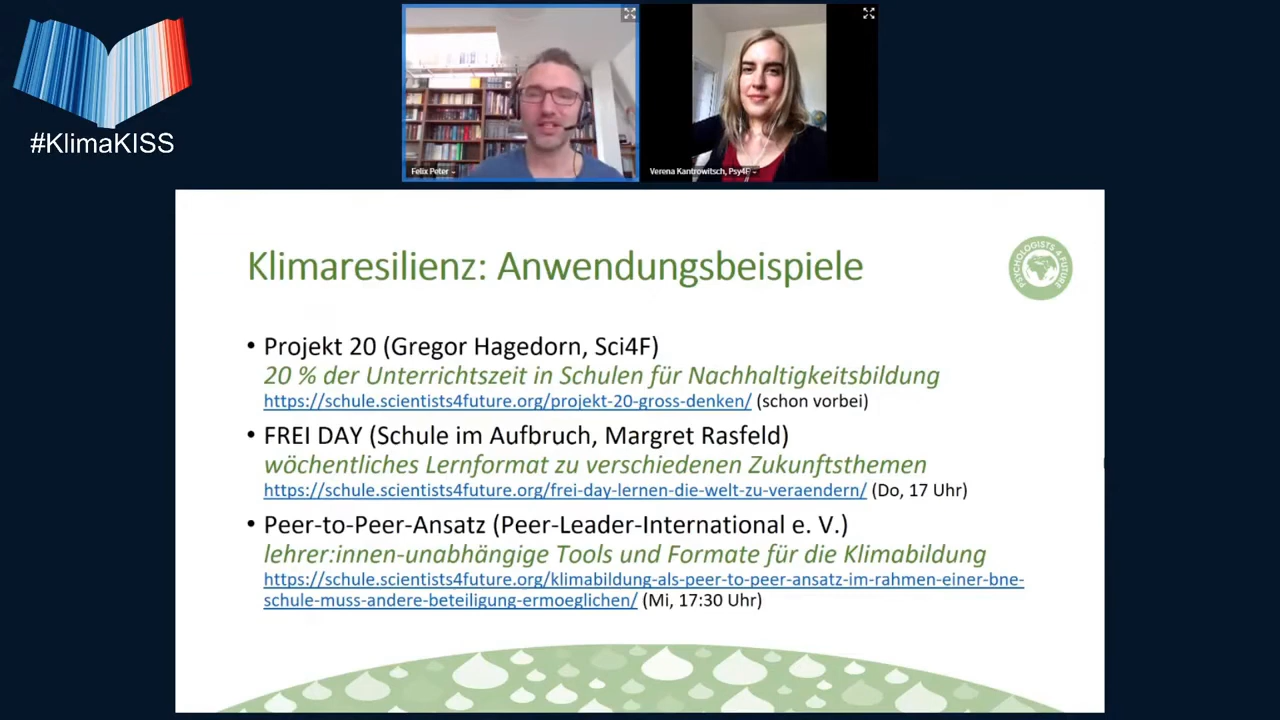 #KlimaKISS
Felix Peter
Verena Kantrowitsch, Psy4F
Klimaresilienz: Anwendungsbeispiele
PSYCHOLOGISTS 4 FUTURE
• Projekt 20 (Gregor Hagedorn, Sci4F)
20 % der Unterrichtszeit in Schulen für Nachhaltigkeitsbildung
https://schule.scientists4future.org/projekt-20-gross-denken/ (schon vorbei)
• FREI DAY (Schule im Aufbruch, Margret Rasfeld)
wöchentliches Lernformat zu verschiedenen Zukunftsthemen
https://schule.scientists4future.org/frei-day-lernen-die-welt-zu-veraendern/ (Do, 17 Uhr)
• Peer-to-Peer-Ansatz (Peer-Leader-International e. V.)
lehrer:innen-unabhängige Tools und Formate für die Klimabildung
https://schule.scientists4future.org/klimabildung-als-peer-to-peer-ansatz-im-rahmen-einer-bne-
schule-muss-andere-beteiligung-ermoeglichen/ (Mi, 17:30 Uhr)